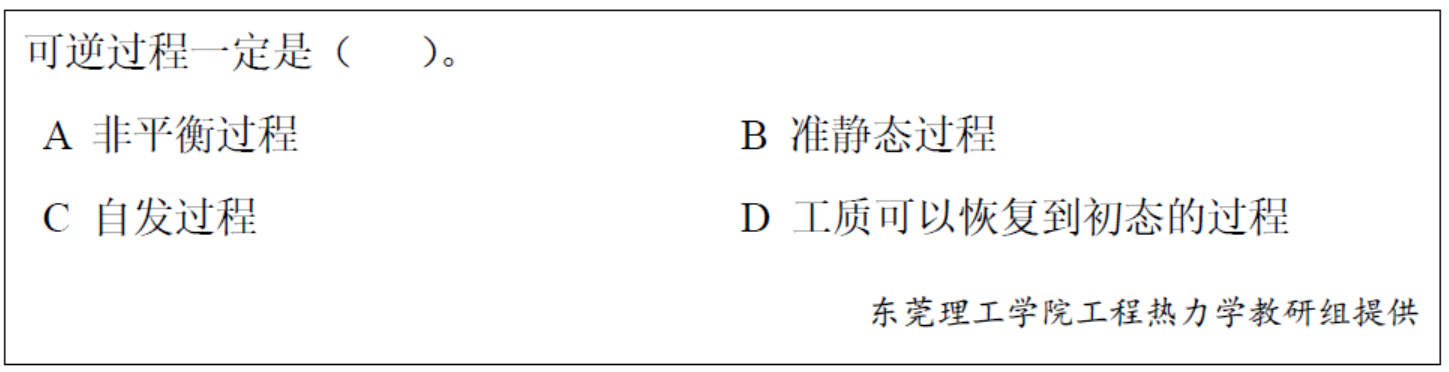 可逆过程一定是（　　）。
A 非平衡过程　　B 准静态过程
C 自发过程　　D 工质可以恢复到初态的过程
东莞理工学院工程热力学教研组提供